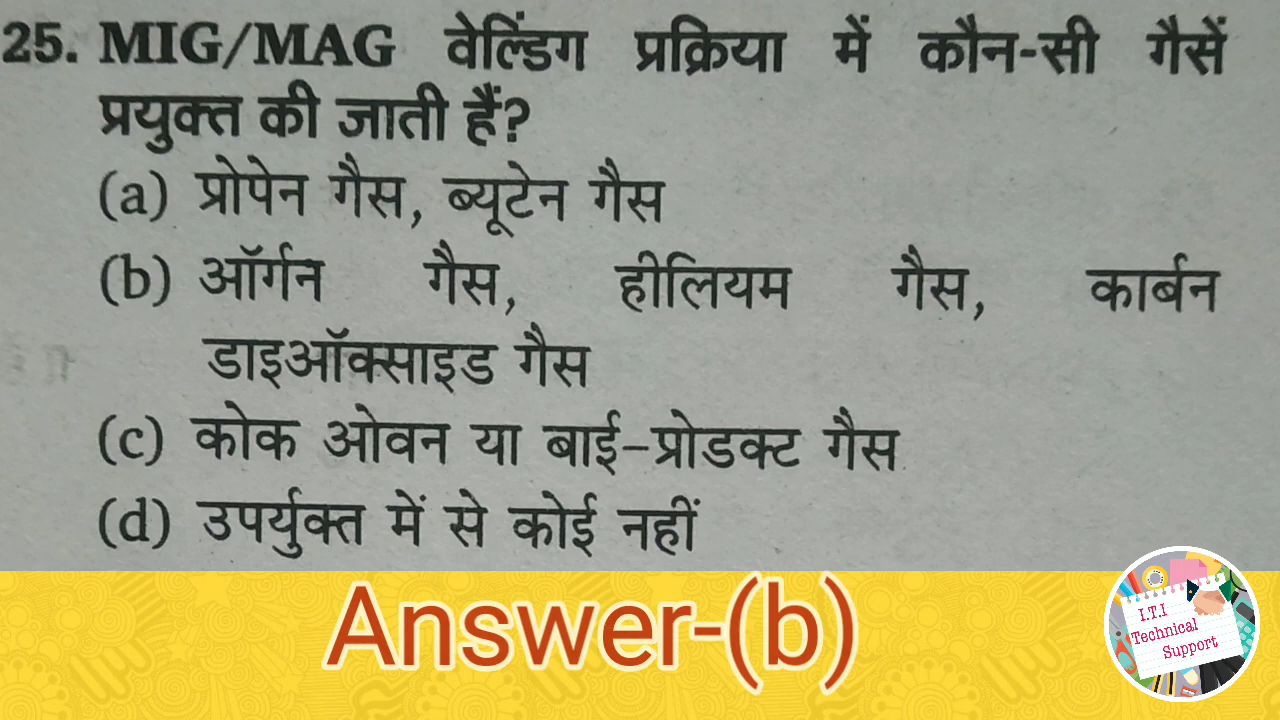 25. MIG/MAG वेल्डिंग प्रक्रिया में कौन-सी गैसें
प्रयुक्त की जाती हैं?
(a) प्रोपेन गैस, ब्यूटेन गैस
(b) ऑर्गन गैस, हीलियम गैस, कार्बन
डाइऑक्साइड गैस
(c) कोक ओवन या बाई-प्रोडक्ट गैस
(d) उपर्युक्त में से कोई नहीं
Answer-(b)
I.T.I
Technical
Support